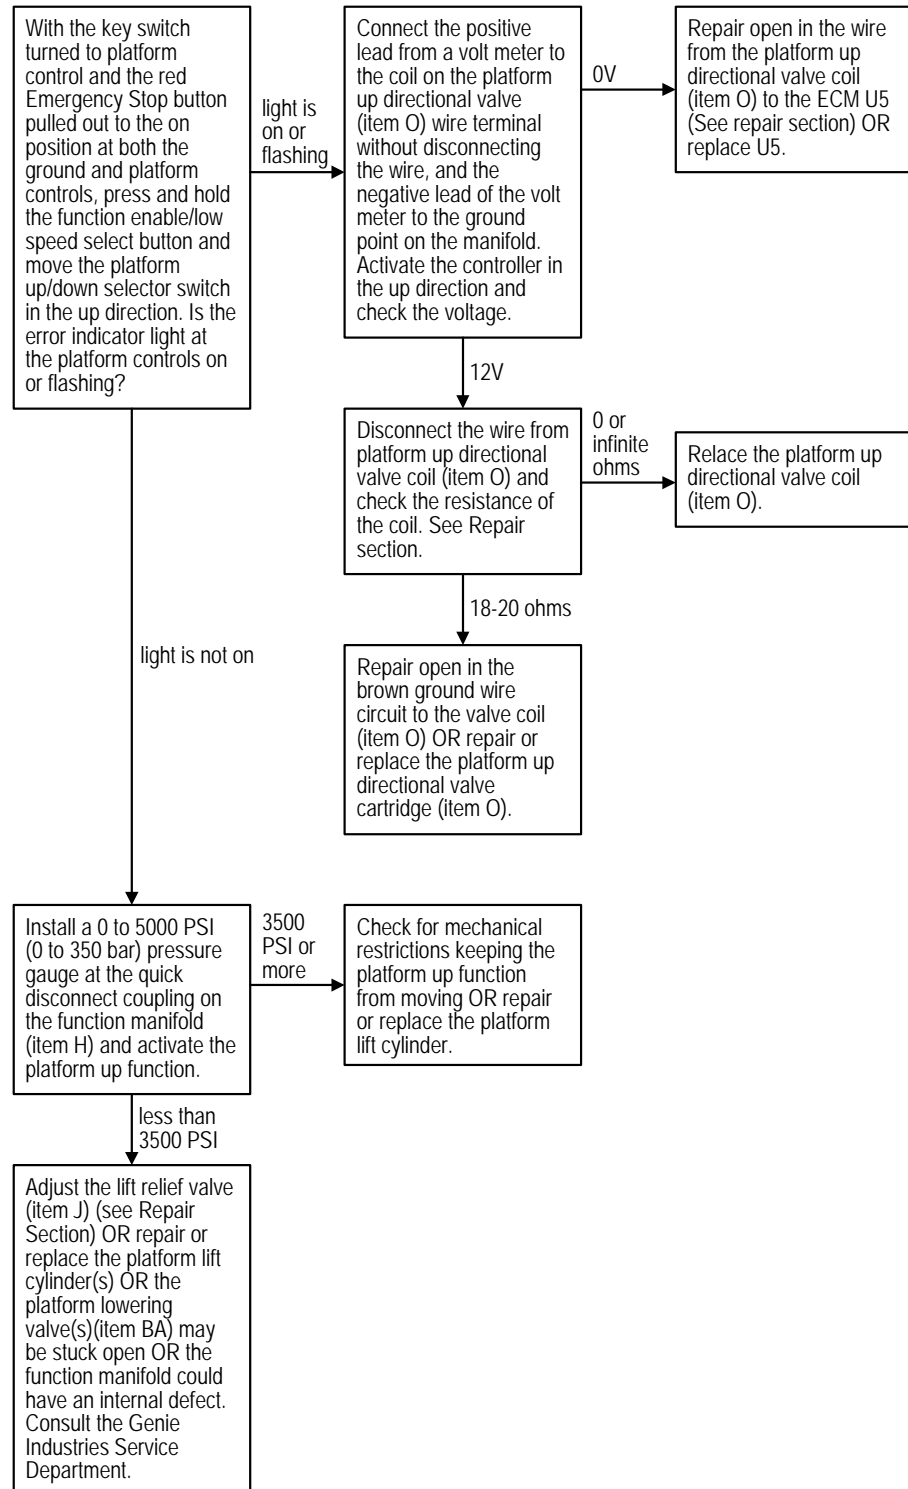 With the key switch
turned to platform
control and the red
Emergency Stop button
pulled out to the on
position at both the
ground and platform
controls, press and hold
the function enable/low
speed select button and
move the platform
up/down selector switch
in the up direction. Is the
error indicator light at
the platform controls on
or flashing?
light is
on or
flashing
Connect the positive
lead from a volt meter to
the coil on the platform
up directional valve
(item O) wire terminal
without disconnecting
the wire, and the
negative lead of the volt
meter to the ground
point on the manifold.
Activate the controller in
the up direction and
check the voltage.
0V
Repair open in the wire
from the platform up
directional valve coil
(item O) to the ECM U5
(See repair section) OR
replace U5.
12V
Disconnect the wire from
platform up directional
valve coil (item O) and
check the resistance of
the coil. See Repair
section.
0 or
infinite
ohms
Relace the platform up
directional valve coil
(item O).
18-20 ohms
Repair open in the
brown ground wire
circuit to the valve coil
(item O) OR repair or
replace the platform up
directional valve
cartridge (item O).
light is not on
Install a 0 to 5000 PSI
(0 to 350 bar) pressure
gauge at the quick
disconnect coupling on
the function manifold
(item H) and activate the
platform up function.
3500
PSI or
more
Check for mechanical
restrictions keeping the
platform up function
from moving OR repair
or replace the platform
lift cylinder.
less than
3500 PSI
Adjust the lift relief valve
(item J) (see Repair
Section) OR repair or
replace the platform lift
cylinder(s) OR the
platform lowering
valve(s)(item BA) may
be stuck open OR the
function manifold could
have an internal defect.
Consult the Genie
Industries Service
Department.